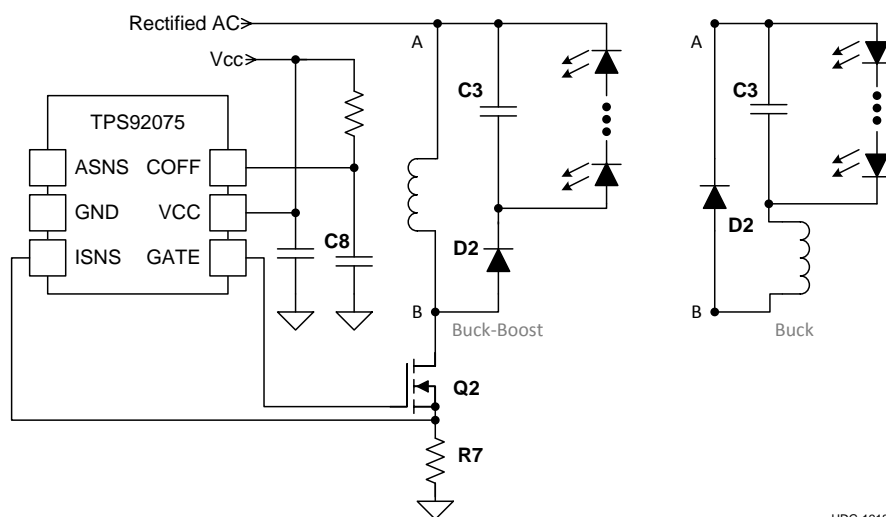 Rectified AC
A
A
Vcc
C3
C3
TPS92075
ASNS
COFF
GND
VCC
ISNS
GATE
C8
D2
D2
B
Buck-Boost
B
Buck
Q2
R7